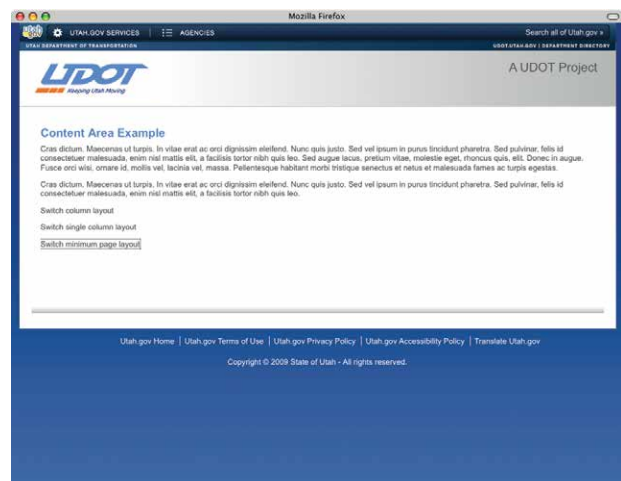 Mozilla Firefox
utah UTAH.GOV SERVICES | AGENCIES Search all of Utah.gov »
UTAH DEPARTMENT OF TRANSPORTATION UDOT.UTAH.GOV | DEPARTMENT DIRECTORY
UDOT
Keeping Utah Moving
A UDOT Project
Content Area Example
Cras dictum. Maecenas ut turpis. In vitae erat ac orci dignissim eleifend. Nunc quis justo. Sed vel ipsum in purus tincidunt pharetra. Sed pulvinar, felis id
consectetuer malesuada, enim nisl mattis elit, a facilisis tortor nibh quis leo. Sed augue lacus, pretium vitae, molestie eget, rhoncus quis, elit. Donec in augue.
Fusce orci wisi, ornare id, mollis vel, lacinia vel, massa. Pellentesque habitant morbi tristique senectus et netus et malesuada fames ac turpis egestas.
Cras dictum. Maecenas ut turpis. In vitae erat ac orci dignissim eleifend. Nunc quis justo. Sed vel ipsum in purus tincidunt pharetra. Sed pulvinar, felis id
consectetuer malesuada, enim nisl mattis elit, a facilisis tortor nibh quis leo.
Switch column layout
Switch single column layout
Switch minimum page layout
Utah.gov Home | Utah.gov Terms of Use | Utah.gov Privacy Policy | Utah.gov Accessibility Policy | Translate Utah.gov
Copyright © 2009 State of Utah - All rights reserved.